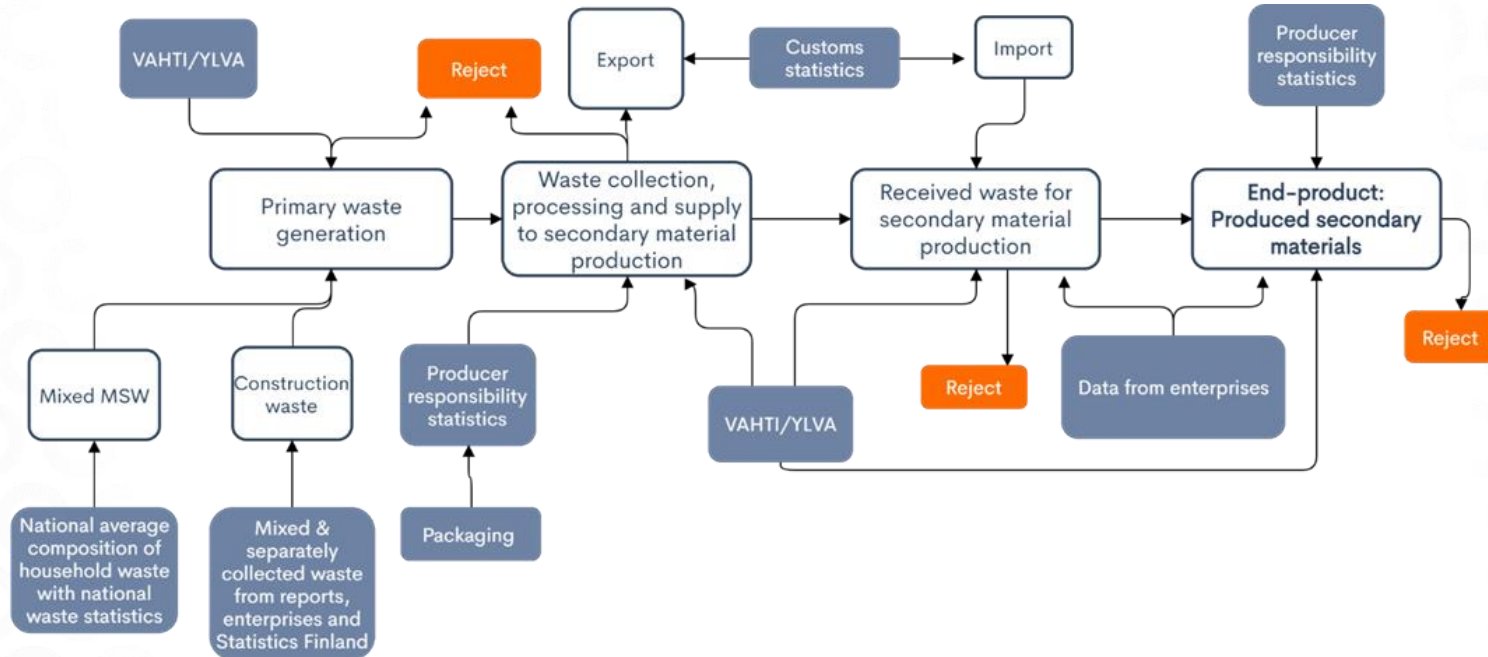 VAHTI/YLVA
Reject
Export
Customs
statistics
Import
Producer
responsibility
statistics
Primary waste
generation
Waste collection,
processing and supply
to secondary material
production
Received waste for
secondary material
production
End-product:
Produced secondary
materials
Mixed MSW
Construction
waste
Producer
responsibility
statistics
VAHTI/YLVA
Reject
Data from enterprises
Reject
National average
composition of
household waste
with national
waste statistics
Mixed &
separately
collected waste
from reports,
enterprises and
Statistics Finland
Packaging